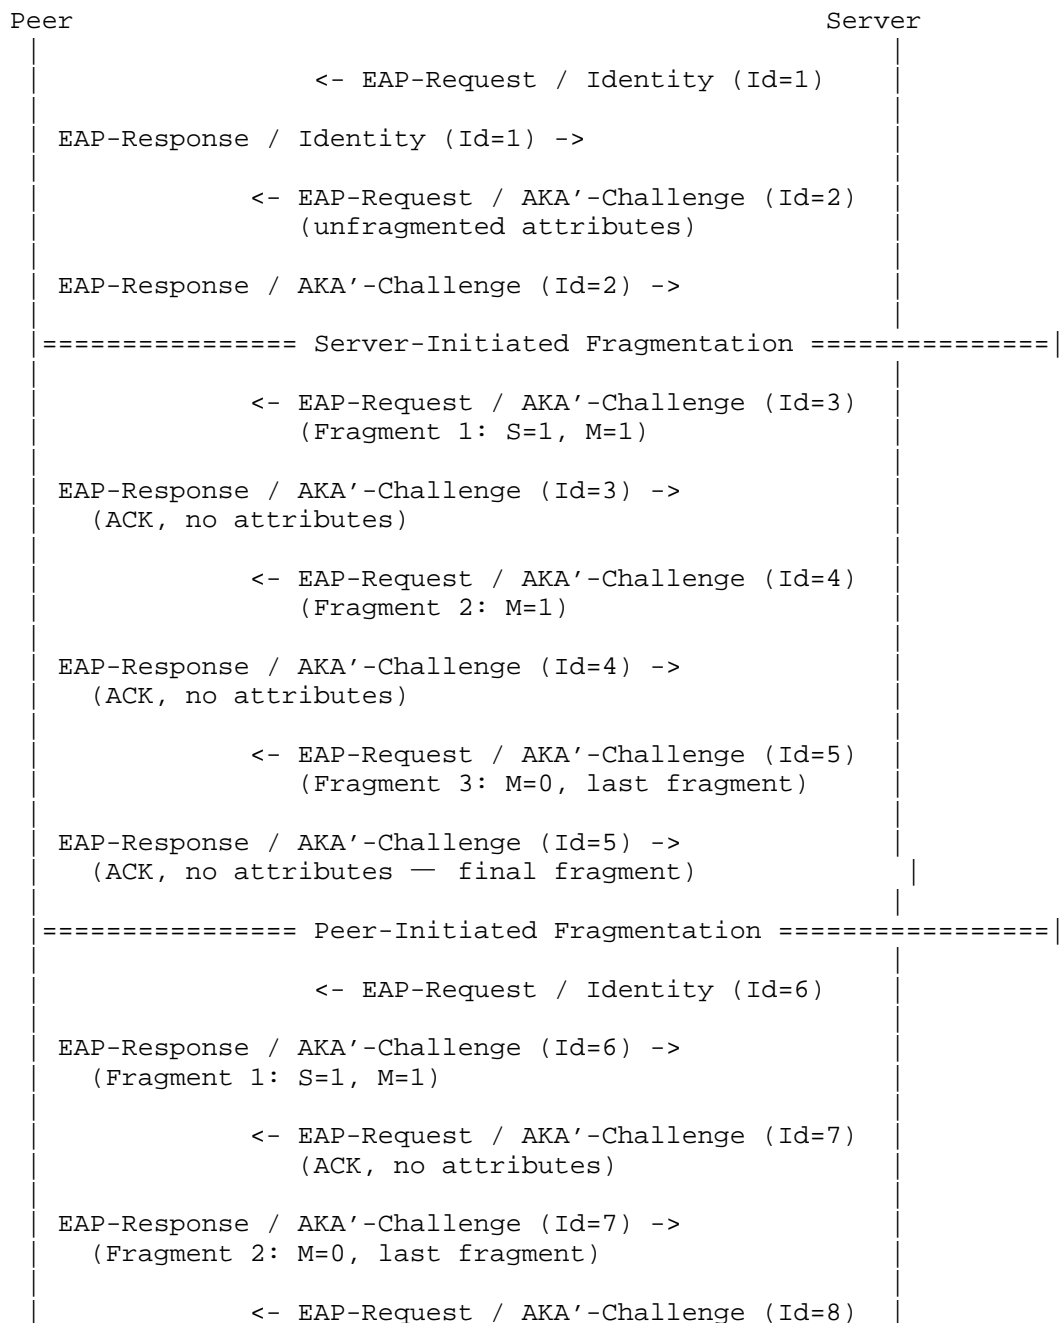 Peer Server
<- EAP-Request / Identity (Id=1)
EAP-Response / Identity (Id=1) ->
<- EAP-Request / AKA′-Challenge (Id=2)
(unfragmented attributes)
EAP-Response / AKA′-Challenge (Id=2) ->
|================ Server-Initiated Fragmentation ===============|
<- EAP-Request / AKA′-Challenge (Id=3)
(Fragment 1: S=1, M=1)
EAP-Response / AKA′-Challenge (Id=3) ->
(ACK, no attributes)
<- EAP-Request / AKA′-Challenge (Id=4)
(Fragment 2: M=1)
EAP-Response / AKA′-Challenge (Id=4) ->
(ACK, no attributes)
<- EAP-Request / AKA′-Challenge (Id=5)
(Fragment 3: M=0, last fragment)
EAP-Response / AKA′-Challenge (Id=5) ->
(ACK, no attributes — final fragment)
|================ Peer-Initiated Fragmentation =================|
<- EAP-Request / Identity (Id=6)
EAP-Response / AKA′-Challenge (Id=6) ->
(Fragment 1: S=1, M=1)
<- EAP-Request / AKA′-Challenge (Id=7)
(ACK, no attributes)
EAP-Response / AKA′-Challenge (Id=7) ->
(Fragment 2: M=0, last fragment)
<- EAP-Request / AKA′-Challenge (Id=8)